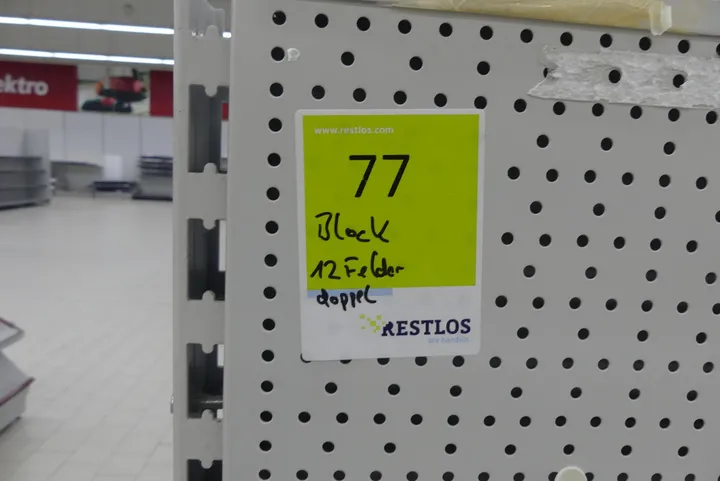 ektro
www.restlos.com
77
Block
12 Felder
doppel
RESTLOS